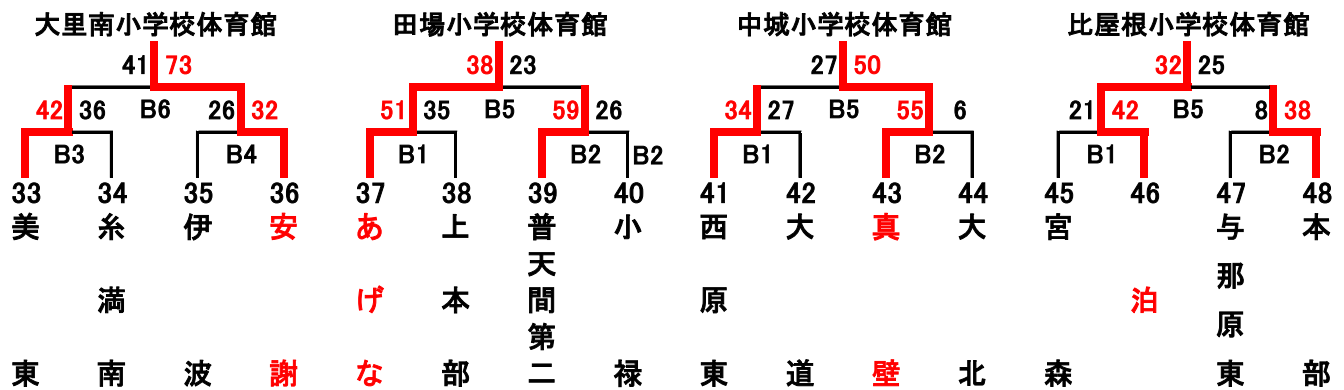 大里南小学校体育館 田場小学校体育館 中城小学校体育館 比屋根小学校体育館
41 73 38 23 27 50 32 25
B6 B5 B5 B5
42 36 26 32 51 35 59 26 34 27 55 6 21 42 8 38
B3 B4 B1 B2 B2 B1 B2 B1 B2
33 34 35 36 37 38 39 40 41 42 43 44 45 46 47 48
美東
糸満南
伊波
安謝
あげな
上本部
普天間第二
小禄
西原東
大道
真壁
大北
宮森
泊
与那原東
本部